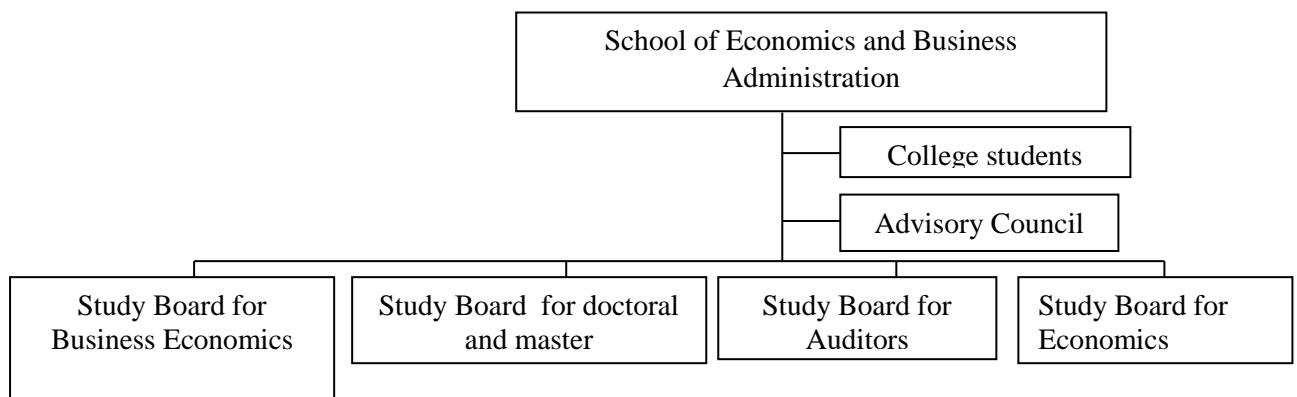 School of Economics and Business
Administration
College students
Advisory Council
Study Board for
Business Economics
Study Board for doctoral
and master
Study Board for
Auditors
Study Board for
Economics